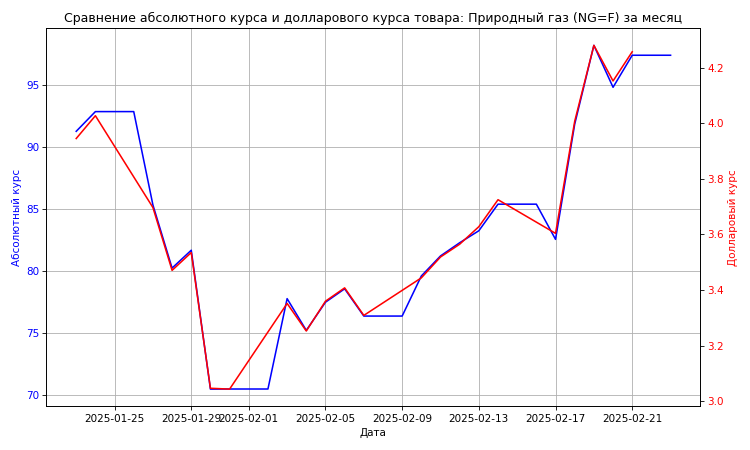 Сравнение абсолютного курса и долларового курса товара: Природный газ (NG=F) за месяц
95
90
85
80
75
70
Абсолютный курс
4.2
4.0
3.8
3.6
3.4
3.2
3.0
Долларовый курс
2025-01-25 2025-01-29 2025-02-01 2025-02-05 2025-02-09 2025-02-13 2025-02-17 2025-02-21
Дата